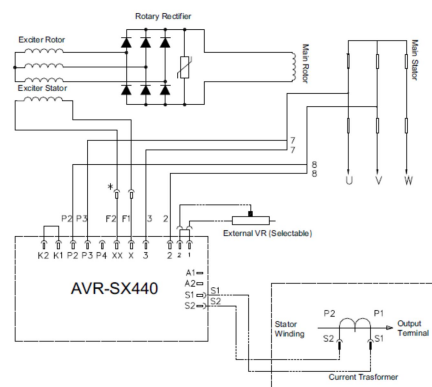 Rotary Rectifier
Exciter Rotor
Exciter Stator
Main Rotor
Main Stator
7
7
8
8
U V W
* P2 P3 F2 F1 3 2
External VR (Selectable)
K2 K1 P2 P3 P4 XX X 3 2 2 1
A1
A2
S1 S1
S2 S2
AVR-SX440
P2 P1
Stator Winding
Output Terminal
S2 S1
Current Trasformer